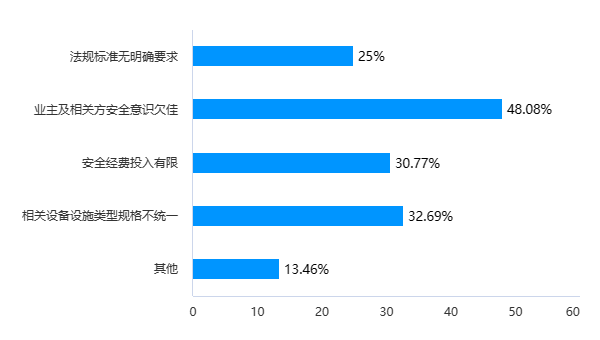 法规标准无明确要求 25%
业主及相关方安全意识欠佳 48.08%
安全经费投入有限 30.77%
相关设备设施类型规格不统一 32.69%
其他 13.46%
0 10 20 30 40 50 60